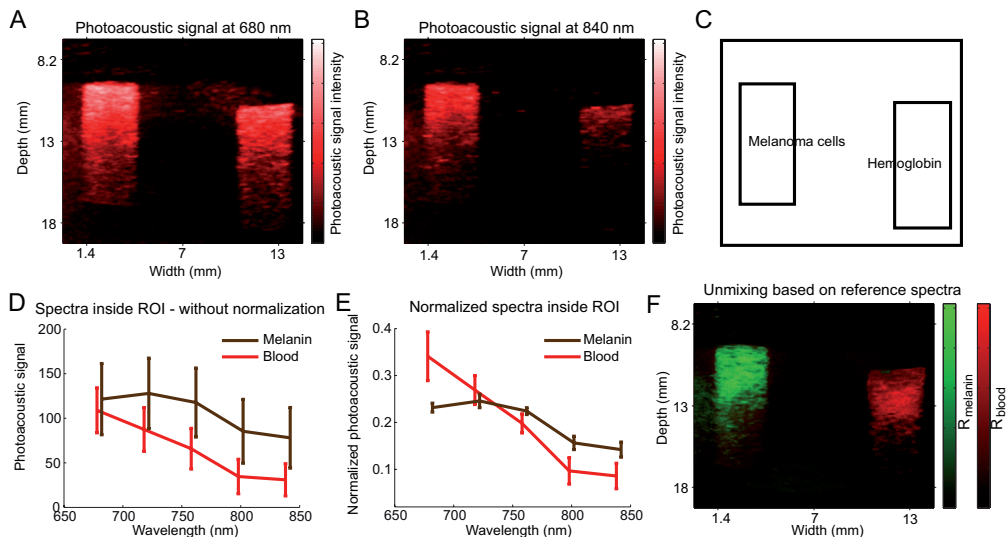 A
Photoacoustic signal at 680 nm
8.2
13
18
Depth (mm)
1.4
7
13
Width (mm)
Photoacoustic signal intensity
B
Photoacoustic signal at 840 nm
8.2
13
18
Depth (mm)
1.4
7
13
Width (mm)
Photoacoustic signal intensity
C
Melanoma cells
Hemoglobin
D
Spectra inside ROI - without normalization
200
150
100
50
0
Photoacoustic signal
Melanin
Blood
650
700
750
800
850
Wavelength (nm)
E
Normalized spectra inside ROI
0.4
0.3
0.2
0.1
Normalized photoacoustic signal
Melanin
Blood
650
700
750
800
850
Wavelength (nm)
F
Unmixing based on reference spectra
8.2
13
18
Depth (mm)
1.4
7
13
Width (mm)
R melanin
R blood